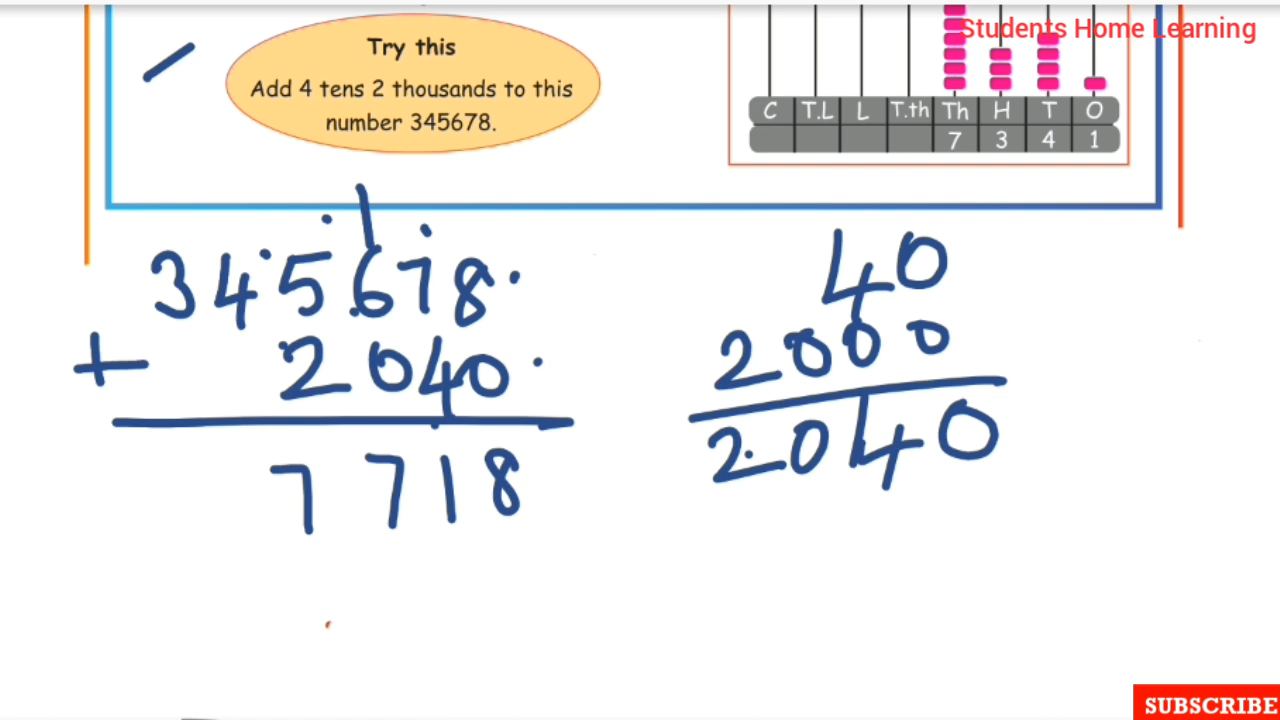 Students Home Learning
Try this
Add 4 tens 2 thousands to this
number 345678.
C T.L L T.th Th H T O
7 3 4 1
1
345678
+ 2040
7718
40
2000
2040
SUBSCRIBE